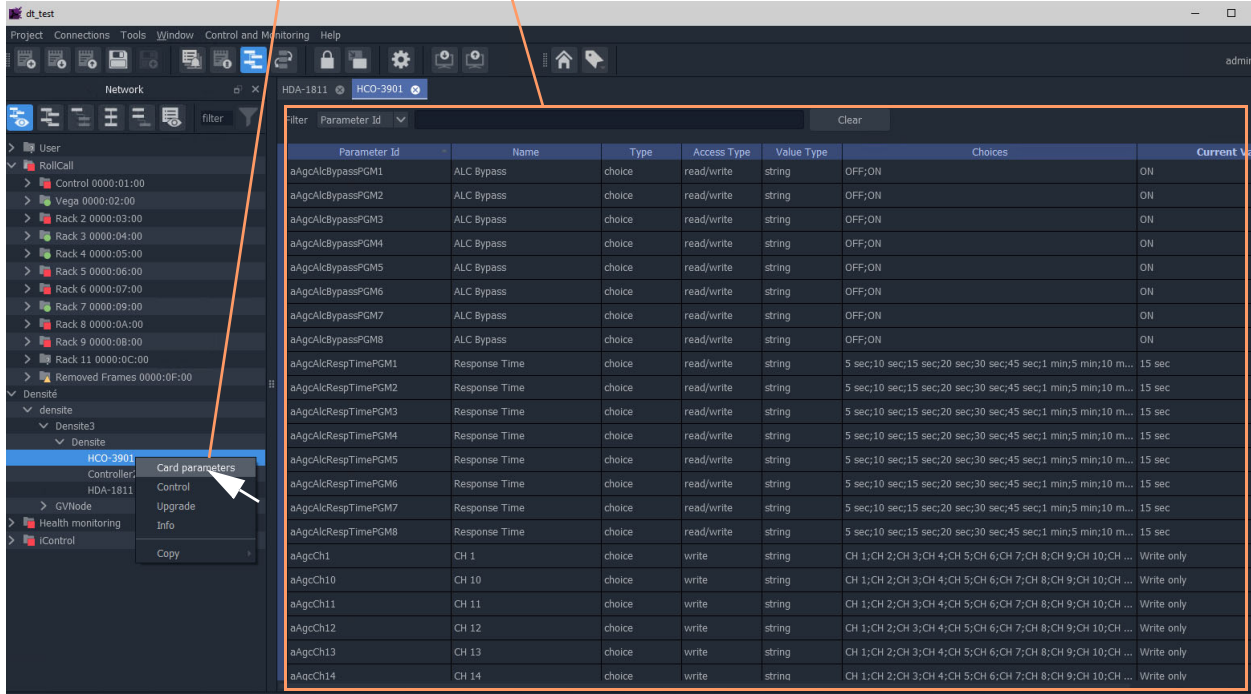 dt_test
Project Connections Tools Window Control and Monitoring Help
admin
Network
filter
User
RollCall
Control 0000:01:00
Vega 0000:02:00
Rack 2 0000:03:00
Rack 3 0000:04:00
Rack 4 0000:05:00
Rack 5 0000:06:00
Rack 6 0000:07:00
Rack 7 0000:09:00
Rack 8 0000:0A:00
Rack 9 0000:0B:00
Rack 11 0000:0C:00
Removed Frames 0000:0F:00
Densité
densite
Densite3
Densite
HCO-3901
HDA-1811
GVNode
Health monitoring
iControl
Card parameters
Control
Upgrade
Info
Copy
HDA-1811 HCO-3901
Filter Parameter Id Clear
Parameter Id Name Type Access Type Value Type Choices Current Va
aAgcAlcBypassPGM1 ALC Bypass choice read/write string OFF;ON ON
aAgcAlcBypassPGM2 ALC Bypass choice read/write string OFF;ON ON
aAgcAlcBypassPGM3 ALC Bypass choice read/write string OFF;ON ON
aAgcAlcBypassPGM4 ALC Bypass choice read/write string OFF;ON ON
aAgcAlcBypassPGM5 ALC Bypass choice read/write string OFF;ON ON
aAgcAlcBypassPGM6 ALC Bypass choice read/write string OFF;ON ON
aAgcAlcBypassPGM7 ALC Bypass choice read/write string OFF;ON ON
aAgcAlcBypassPGM8 ALC Bypass choice read/write string OFF;ON ON
aAgcAlcRespTimePGM1 Response Time choice read/write string 5 sec;10 sec;15 sec;20 sec;30 sec;45 sec;1 min;5 min;10 m... 15 sec
aAgcAlcRespTimePGM2 Response Time choice read/write string 5 sec;10 sec;15 sec;20 sec;30 sec;45 sec;1 min;5 min;10 m... 15 sec
aAgcAlcRespTimePGM3 Response Time choice read/write string 5 sec;10 sec;15 sec;20 sec;30 sec;45 sec;1 min;5 min;10 m... 15 sec
aAgcAlcRespTimePGM4 Response Time choice read/write string 5 sec;10 sec;15 sec;20 sec;30 sec;45 sec;1 min;5 min;10 m... 15 sec
aAgcAlcRespTimePGM5 Response Time choice read/write string 5 sec;10 sec;15 sec;20 sec;30 sec;45 sec;1 min;5 min;10 m... 15 sec
aAgcAlcRespTimePGM6 Response Time choice read/write string 5 sec;10 sec;15 sec;20 sec;30 sec;45 sec;1 min;5 min;10 m... 15 sec
aAgcAlcRespTimePGM7 Response Time choice read/write string 5 sec;10 sec;15 sec;20 sec;30 sec;45 sec;1 min;5 min;10 m... 15 sec
aAgcAlcRespTimePGM8 Response Time choice read/write string 5 sec;10 sec;15 sec;20 sec;30 sec;45 sec;1 min;5 min;10 m... 15 sec
aAgcCh1 CH 1 choice write string CH 1;CH 2;CH 3;CH 4;CH 5;CH 6;CH 7;CH 8;CH 9;CH 10;CH ... Write only
aAgcCh10 CH 10 choice write string CH 1;CH 2;CH 3;CH 4;CH 5;CH 6;CH 7;CH 8;CH 9;CH 10;CH ... Write only
aAgcCh11 CH 11 choice write string CH 1;CH 2;CH 3;CH 4;CH 5;CH 6;CH 7;CH 8;CH 9;CH 10;CH ... Write only
aAgcCh12 CH 12 choice write string CH 1;CH 2;CH 3;CH 4;CH 5;CH 6;CH 7;CH 8;CH 9;CH 10;CH ... Write only
aAgcCh13 CH 13 choice write string CH 1;CH 2;CH 3;CH 4;CH 5;CH 6;CH 7;CH 8;CH 9;CH 10;CH ... Write only
aAgcCh14 CH 14 choice write string CH 1;CH 2;CH 3;CH 4;CH 5;CH 6;CH 7;CH 8;CH 9;CH 10;CH ... Write only